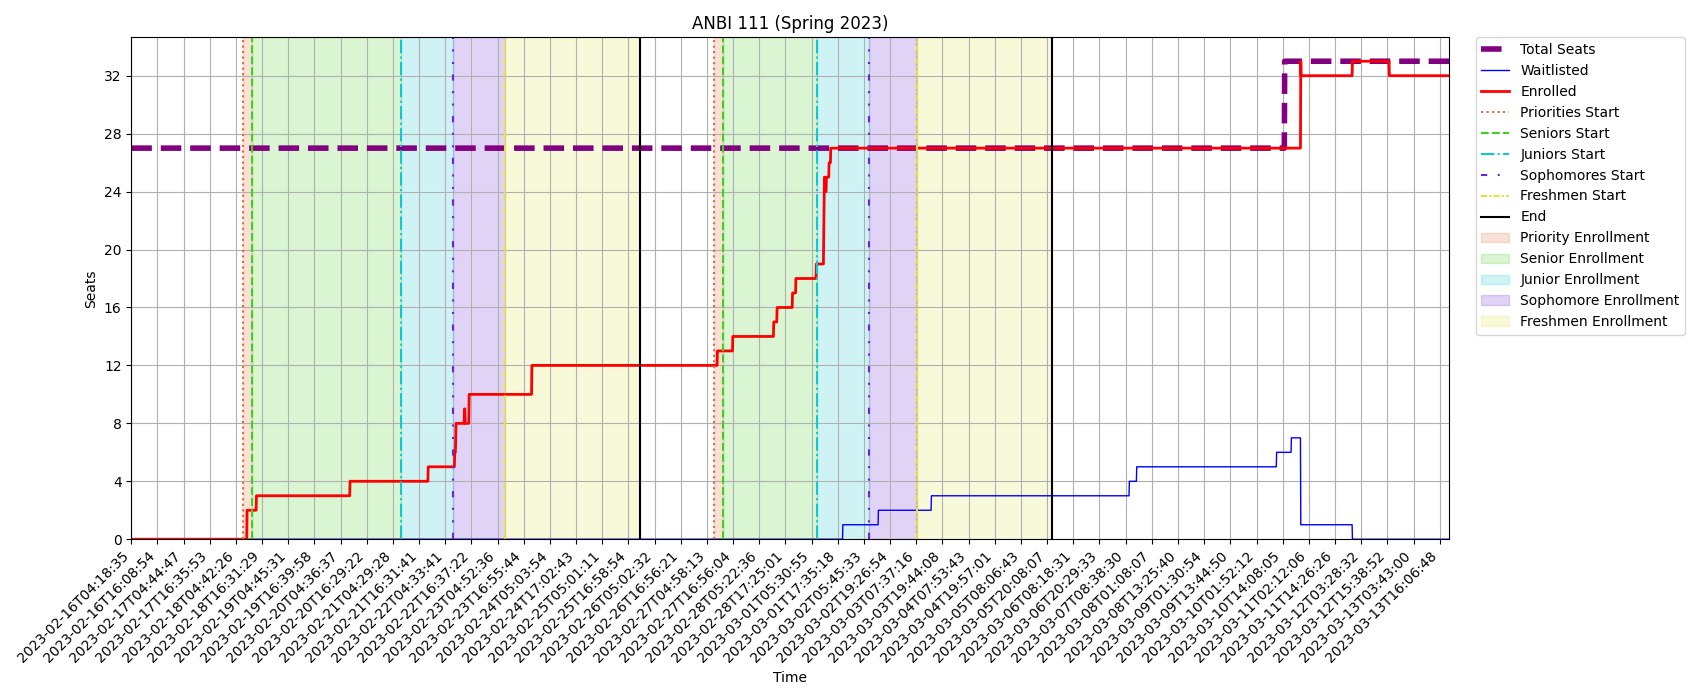 ANBI 111 (Spring 2023)
Seats
32
28
24
20
16
12
8
4
0
2023-02-16T04:18:35
2023-02-16T16:08:54
2023-02-17T04:44:47
2023-02-17T16:35:53
2023-02-18T04:42:26
2023-02-18T16:31:29
2023-02-19T04:45:31
2023-02-19T16:39:58
2023-02-20T04:36:37
2023-02-20T16:29:22
2023-02-21T04:29:28
2023-02-21T16:31:41
2023-02-22T04:33:41
2023-02-22T16:37:22
2023-02-23T04:52:36
2023-02-23T16:55:44
2023-02-24T05:03:54
2023-02-24T17:02:43
2023-02-25T05:01:11
2023-02-25T16:58:54
2023-02-26T05:02:32
2023-02-26T16:56:21
2023-02-27T04:58:13
2023-02-27T16:56:04
2023-02-28T05:22:36
2023-02-28T17:25:01
2023-03-01T05:30:55
2023-03-01T17:35:18
2023-03-02T05:45:33
2023-03-02T19:26:54
2023-03-03T07:37:16
2023-03-03T19:44:08
2023-03-04T07:53:43
2023-03-04T19:57:01
2023-03-05T08:06:43
2023-03-05T20:08:07
2023-03-06T08:18:31
2023-03-06T20:29:33
2023-03-07T08:38:30
2023-03-08T01:08:07
2023-03-08T13:25:40
2023-03-09T01:30:54
2023-03-09T13:44:50
2023-03-10T01:52:12
2023-03-10T14:08:05
2023-03-11T02:12:06
2023-03-11T14:26:26
2023-03-12T03:28:32
2023-03-12T15:38:52
2023-03-13T03:43:00
2023-03-13T16:06:48
Time
Total Seats
Waitlisted
Enrolled
Priorities Start
Seniors Start
Juniors Start
Sophomores Start
Freshmen Start
End
Priority Enrollment
Senior Enrollment
Junior Enrollment
Sophomore Enrollment
Freshmen Enrollment